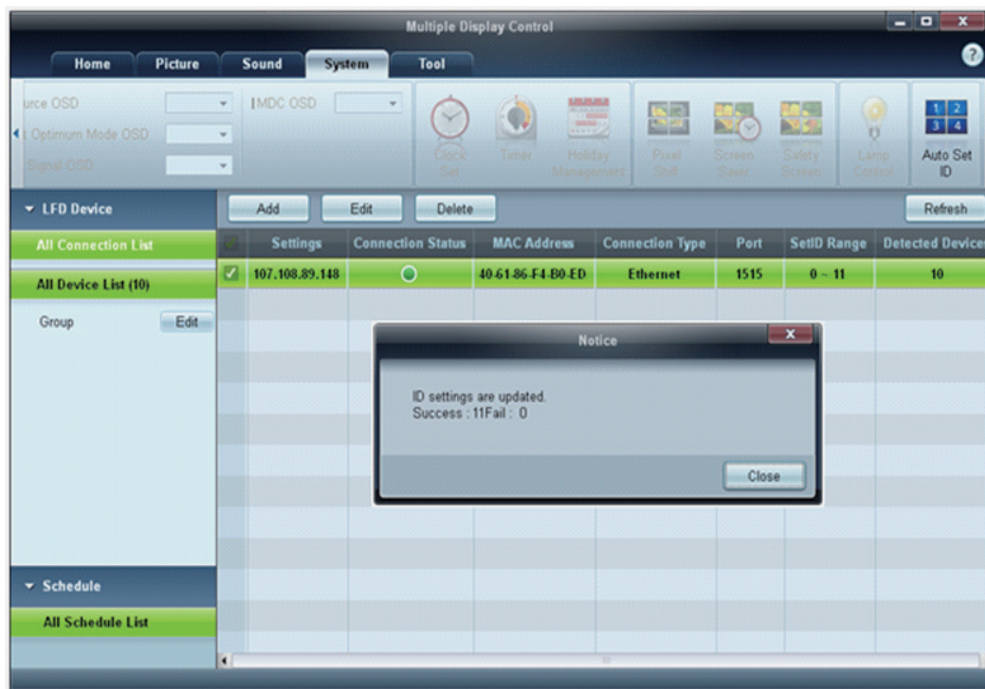 Multiple Display Control
Home Picture Sound System Tool
urce OSD
MDC OSD
Optimum Mode OSD
Signal OSD
Clock Set
Timer
Holiday Management
Pixel Shift
Screen Saver
Safety Screen
Lamp Control
1 2
3 4
Auto Set ID
LFD Device
Add Edit Delete Refresh
All Connection List
Settings Connection Status MAC Address Connection Type Port SetID Range Detected Device
107.108.89.148 40-61-86-F4-B0-ED Ethernet 1515 0 ~ 11 10
All Device List (10)
Group Edit
Notice
ID settings are updated.
Success : 11Fail : 0
Close
Schedule
All Schedule List